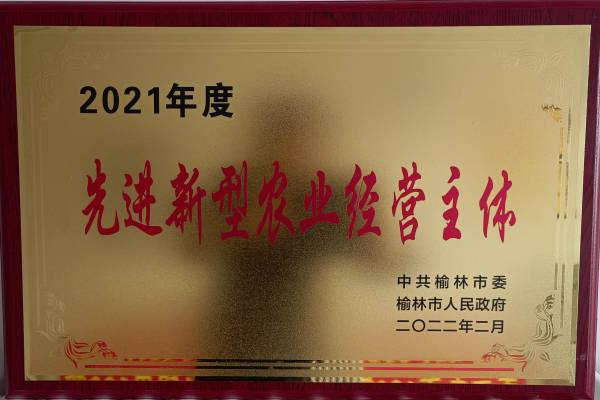 2021年度
先进新型农业经营主体
中共榆林市委
榆林市人民政府
二〇二二年二月